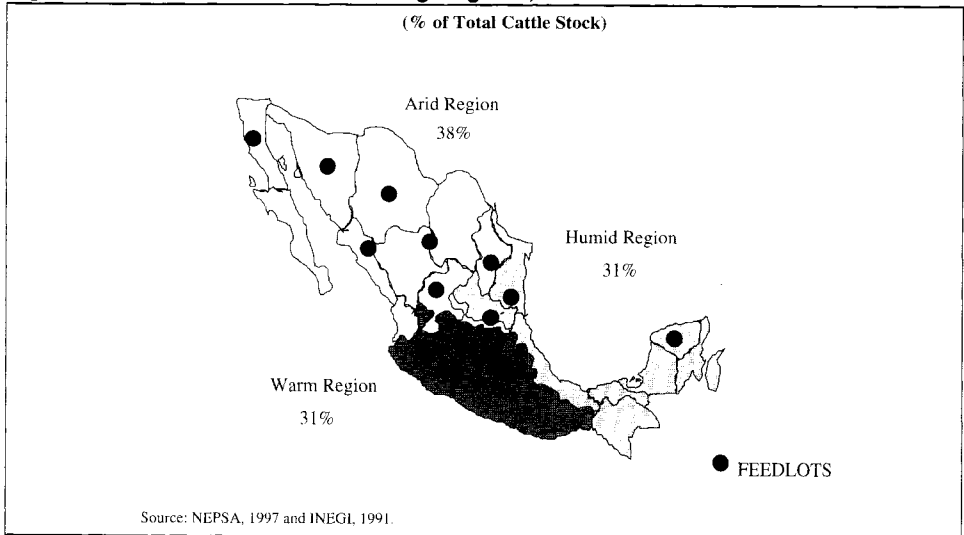 (% of Total Cattle Stock)
Arid Region
38%
Humid Region
31%
Warm Region
31%
FEEDLOTS
Source: NEPSA, 1997 and INEGI, 1991.